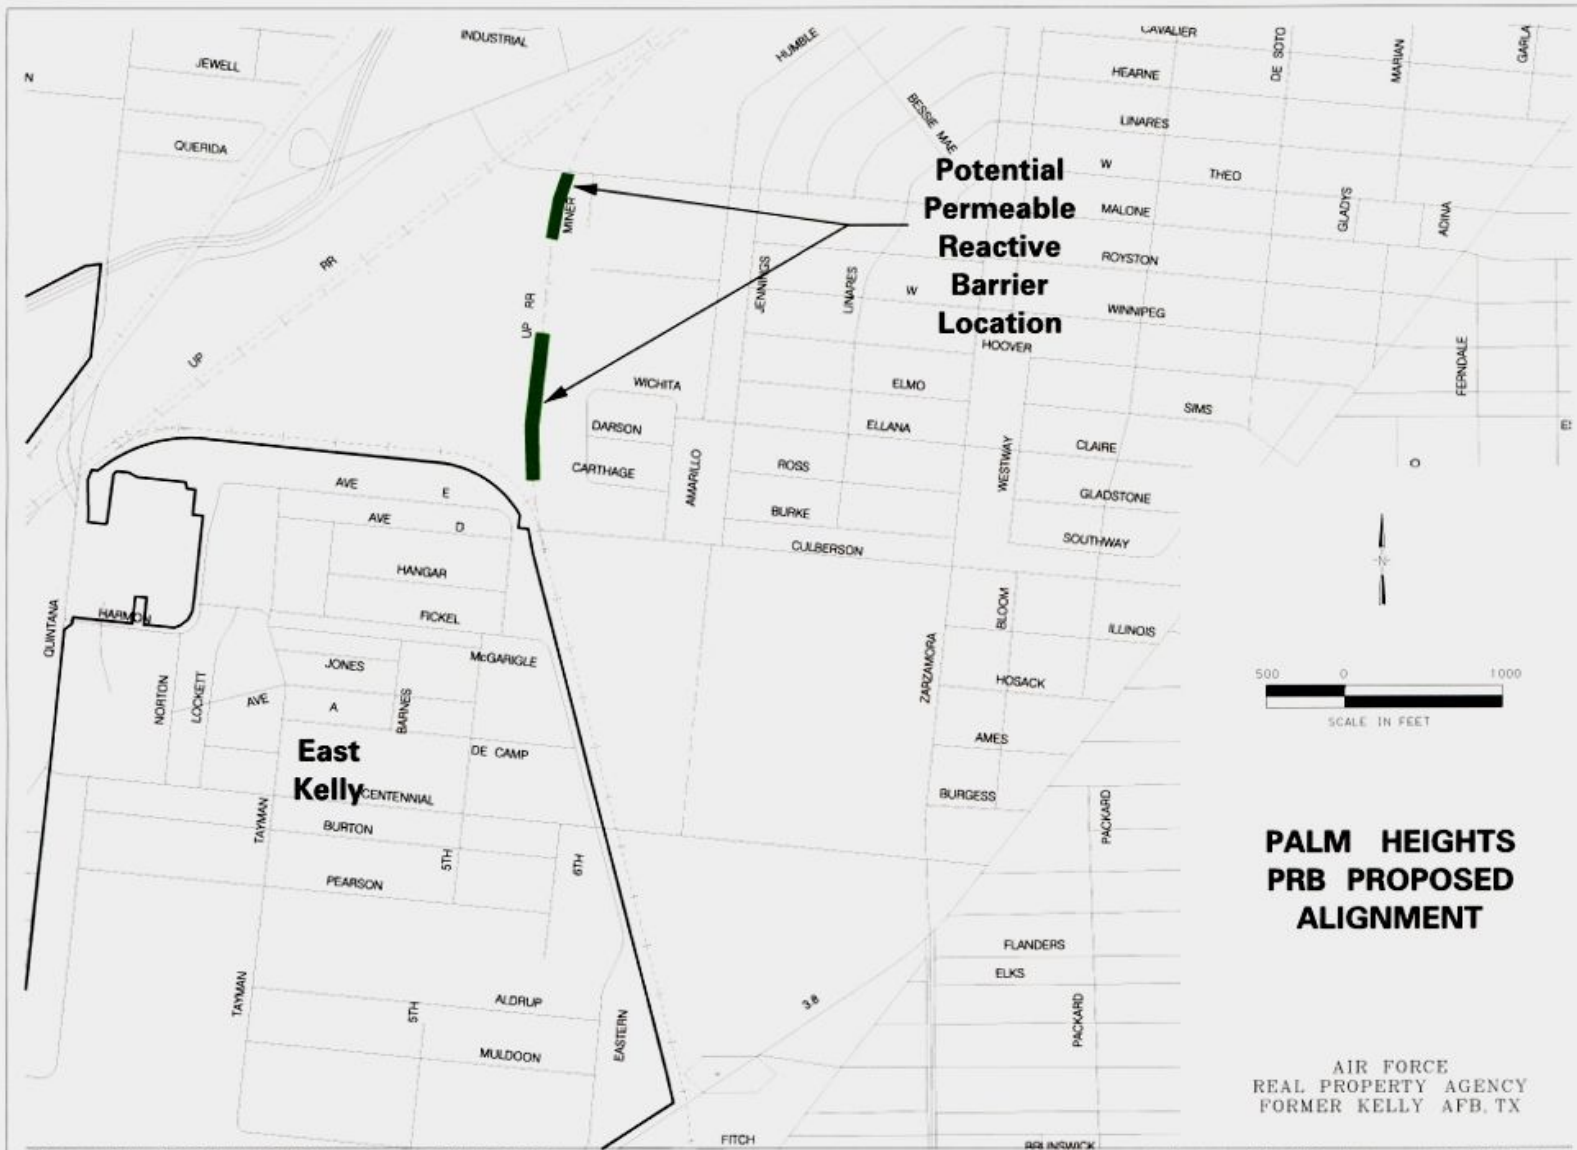 CAVALIER
INDUSTRIAL
HUMBLE
DE SOTO
MARIAN
GARLA
JEWELL
N
HEARNE
BESSIE MAE
LINARES
QUERIDA
W
THEO
Potential
Permeable
Reactive
Barrier
Location
MALONE
GLADYS
ADINA
MINER
ROYSTON
RR
JENNINGS
LINARES
W
WINNIPEG
UP RR
HOOVER
UP
FERNDALE
WICHITA
ELMO
SIMS
DARSON
ELLANA
CLAIRE
CARTHAGE
AMARILLO
ROSS
WESTWAY
O
AVE E
GLADSTONE
AVE D
BURKE
SOUTHWAY
CULBERSON
N
HANGAR
QUINTANA
HARMON
FICKEL
BLOOM
ILLINOIS
JONES
McGARIGLE
ZARZAMORA
HOSACK
500 0 1000
SCALE IN FEET
NORTON
LOCKETT
AVE A
BARNES
AMES
DE CAMP
East
Kelly
CENTENNIAL
BURGESS
TAYMAN
BURTON
PACKARD
5TH
6TH
PEARSON
PALM HEIGHTS
PRB PROPOSED
ALIGNMENT
FLANDERS
ELKS
TAYMAN
5TH
ALDRUP
38
PACKARD
EASTERN
MULDOON
AIR FORCE
REAL PROPERTY AGENCY
FORMER KELLY AFB, TX
FITCH
BRUNSWICK